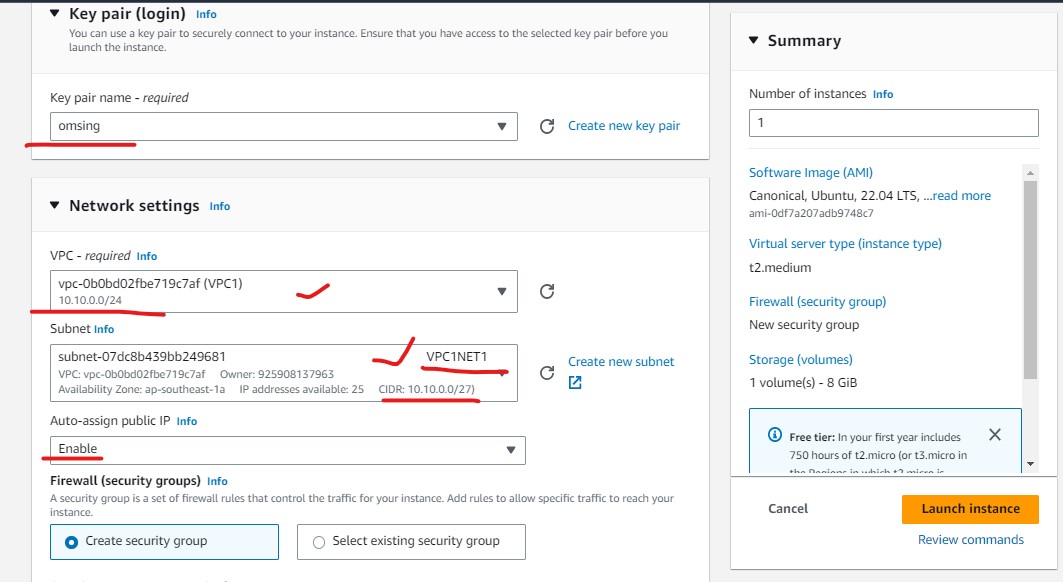 Key pair (login) Info
You can use a key pair to securely connect to your instance. Ensure that you have access to the selected key pair before you
launch the instance.
Key pair name - required
omsing
Create new key pair
Network settings Info
VPC - required Info
vpc-0b0bd02fbe719c7af (VPC1)
10.10.0.0/24
Subnet Info
subnet-07dc8b439bb249681 VPC1NET1
VPC: vpc-0b0bd02fbe719c7af Owner: 925908137963
Availability Zone: ap-southeast-1a IP addresses available: 25 CIDR: 10.10.0.0/27)
Create new subnet
Auto-assign public IP Info
Enable
Firewall (security groups) Info
A security group is a set of firewall rules that control the traffic for your instance. Add rules to allow specific traffic to reach your
instance.
Create security group
Select existing security group
Summary
Number of instances Info
1
Software Image (AMI)
Canonical, Ubuntu, 22.04 LTS, ...read more
ami-0df7a207adb9748c7
Virtual server type (instance type)
t2.medium
Firewall (security group)
New security group
Storage (volumes)
1 volume(s) - 8 GiB
Free tier: In your first year includes
750 hours of t2.micro (or t3.micro in
the Regions in which t2.micro is
Cancel
Launch instance
Review commands